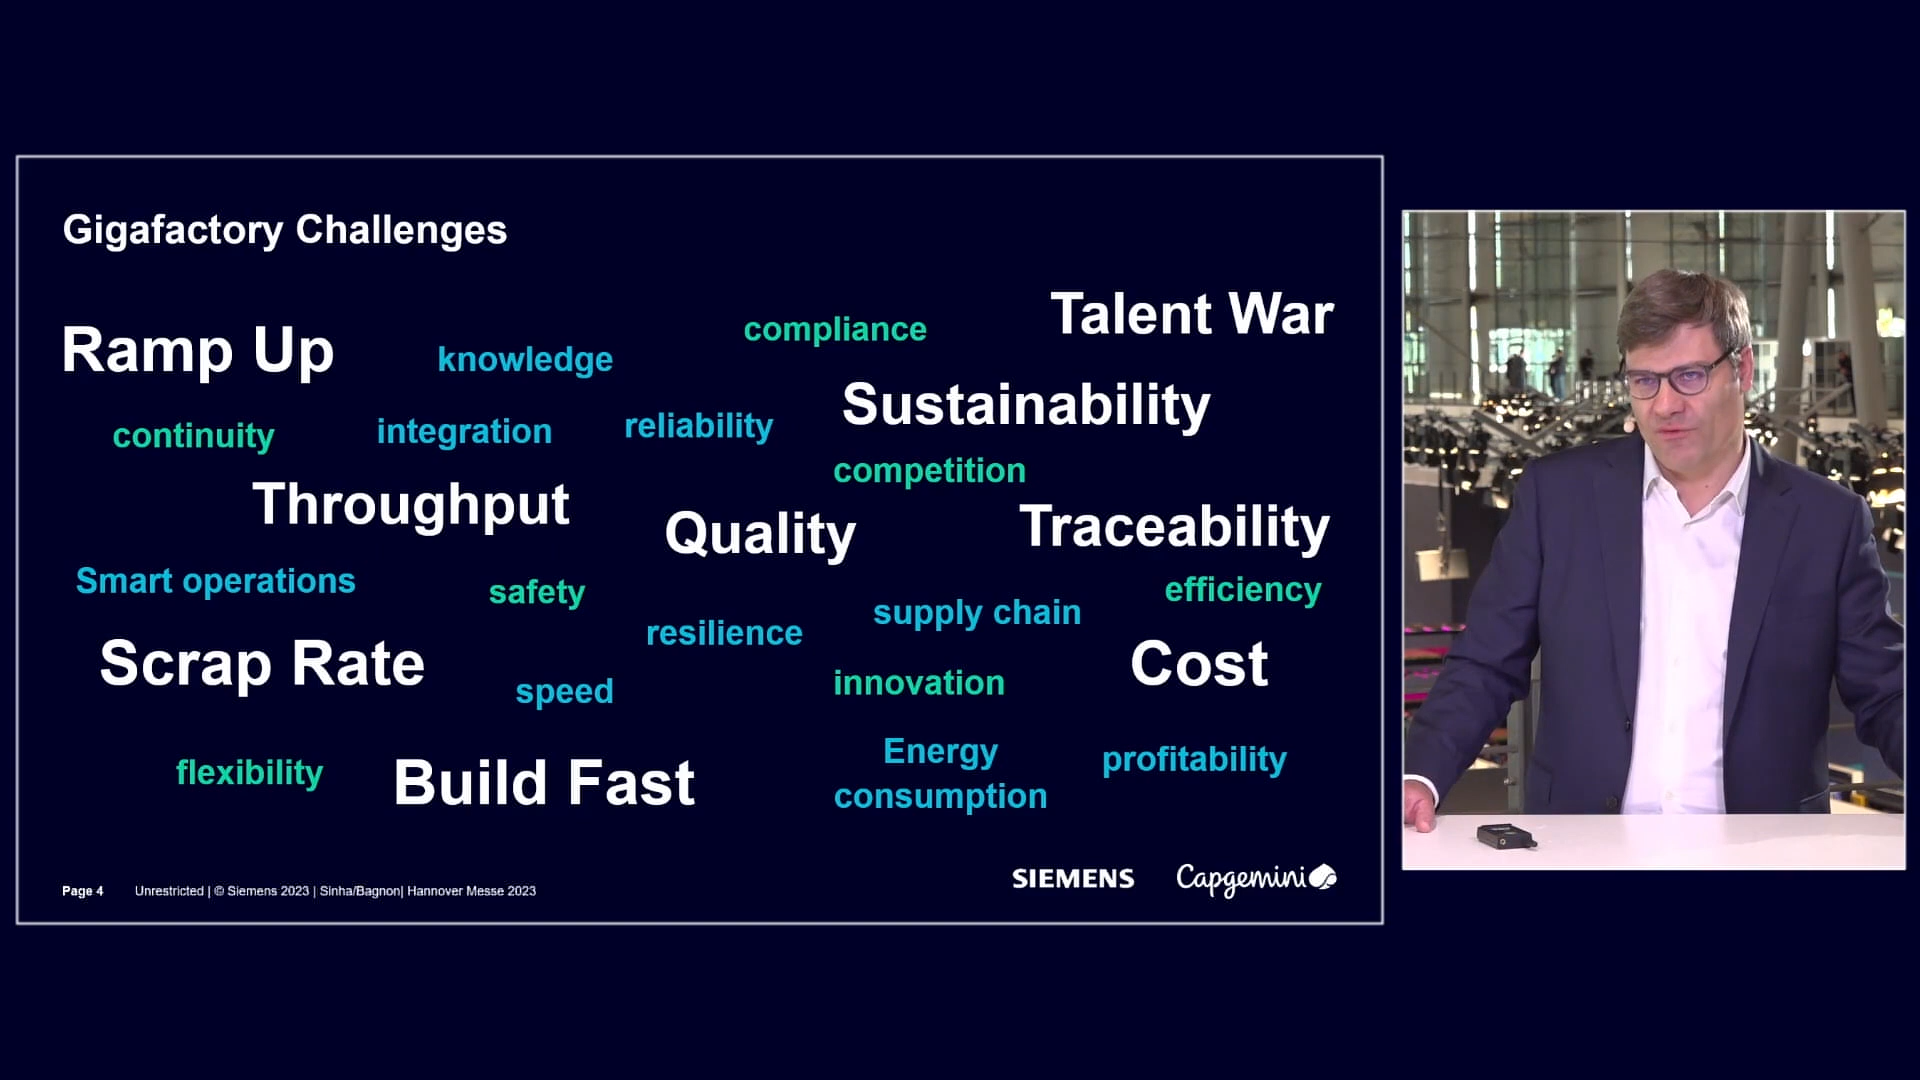 Gigafactory Challenges
Talent War
compliance
Ramp Up
knowledge
Sustainability
continuity
integration
reliability
competition
Throughput
Quality
Traceability
Smart operations
safety
efficiency
supply chain
resilience
Scrap Rate
Cost
speed
innovation
Energy
consumption
profitability
flexibility
Build Fast
SIEMENS
Capgemini
Page 4
Unrestricted | © Siemens 2023 | Sinha/Bagnon| Hannover Messe 2023